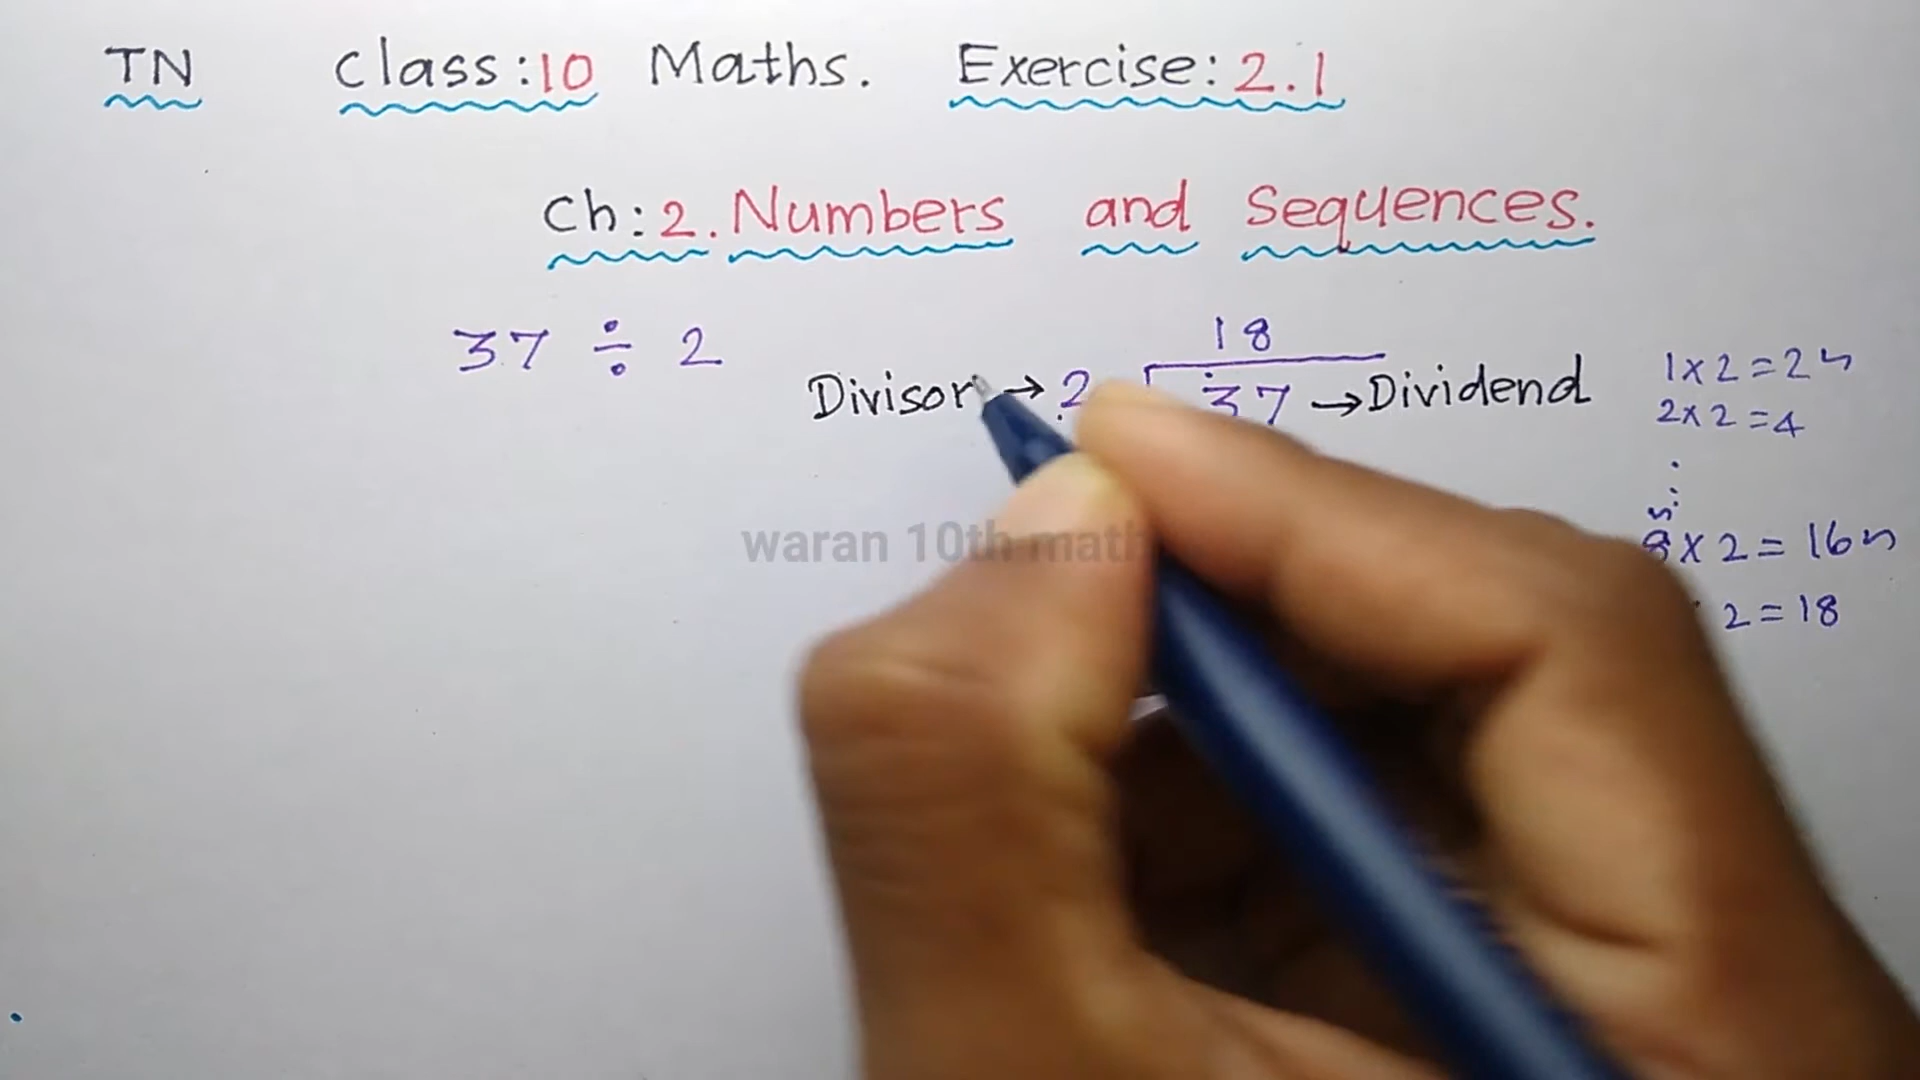 TN Class:10 Maths. Exercise: 2.1
Ch: 2. Numbers and Sequences.
37 ÷ 2
18
Divisor → 2 37 → Dividend
1 x 2 = 2
2 x 2 = 4
8 x 2 = 16
2 = 18
waran 10th